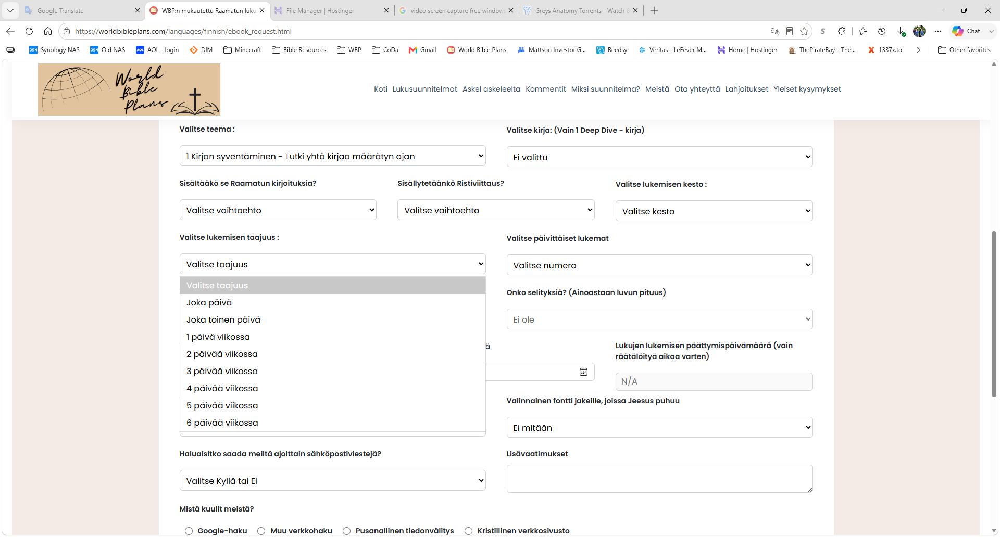 Google Translate
WBP:n mukautettu Raamatun luku
File Manager | Hostinger
video screen capture free windows
Greys Anatomy Torrents - Watch &
https://worldbibleplans.com/languages/finnish/ebook_request.html
Chat
Synology NAS
Old NAS
AOL - login
DIM
Minecraft
Bible Resources
WBP
CoDa
Gmail
World Bible Plans
Mattson Investor G...
Reedsy
Veritas - LeFever M...
Home | Hostinger
ThePirateBay - The...
1337x.to
Other favorites
World
Bible
Plans
Koti Lukusuunnitelmat Askel askeleelta Kommentit Miksi suunnitelma? Meistä Ota yhteyttä Lahjoitukset Yleiset kysymykset
Valitse teema :
Valitse kirja: (Vain 1 Deep Dive - kirja)
1 Kirjan syventäminen - Tutki yhtä kirjaa määrätyn ajan
Ei valittu
Sisältääkö se Raamatun kirjoituksia?
Sisällytetäänkö Ristiviittaus?
Valitse lukemisen kesto :
Valitse vaihtoehto
Valitse vaihtoehto
Valitse kesto
Valitse lukemisen taajuus :
Valitse päivittäiset lukemat
Valitse taajuus
Valitse numero
Valitse taajuus
Joka päivä
Joka toinen päivä
1 päivä viikossa
2 päivää viikossa
3 päivää viikossa
4 päivää viikossa
5 päivää viikossa
6 päivää viikossa
Onko selityksiä? (Ainoastaan luvun pituus)
Ei ole
ä
Lukujen lukemisen päättymispäivämäärä (vain
räätälöityä aikaa varten)
N/A
Valinnainen fontti jakeille, joissa Jeesus puhuu
Ei mitään
Haluaisitko saada meiltä ajoittain sähköpostiviestejä?
Lisävaatimukset
Valitse Kyllä tai Ei
Mistä kuulit meistä?
Google-haku
Muu verkkohaku
Pusanallinen tiedonvälitys
Kristillinen verkkosivusto